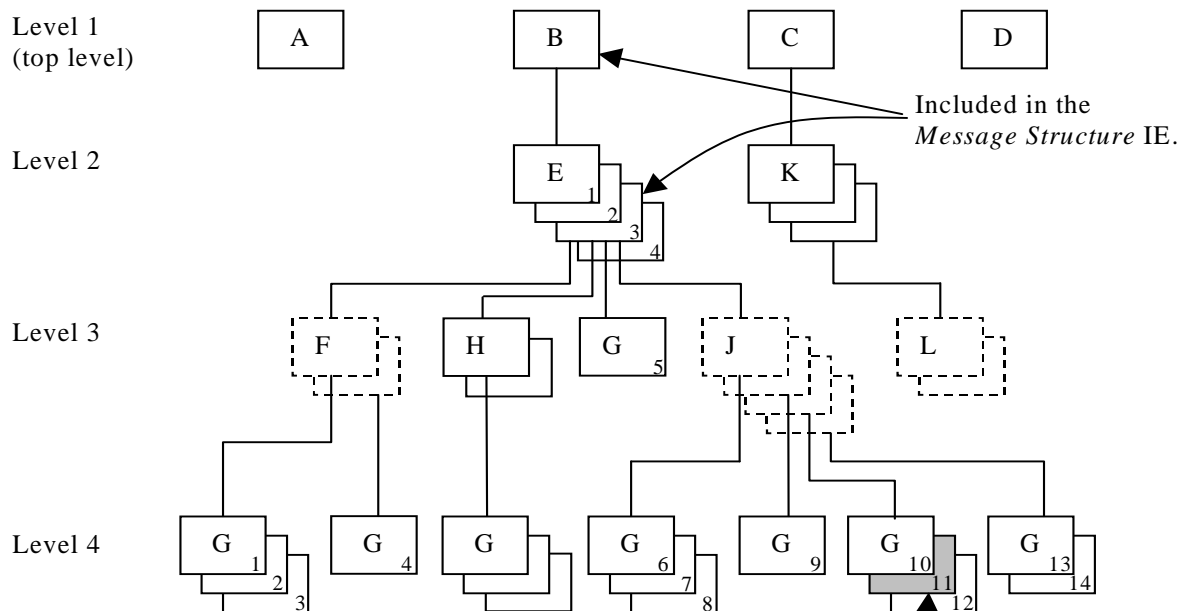 Level 1
(top level)
A
B
C
D
Included in the
Message Structure IE.
Level 2
E
1
2
3
4
K
Level 3
F
H
G
5
J
L
Level 4
G
1
2
3
G
4
G
G
6
7
8
G
9
G
10
11
12
G
13
14